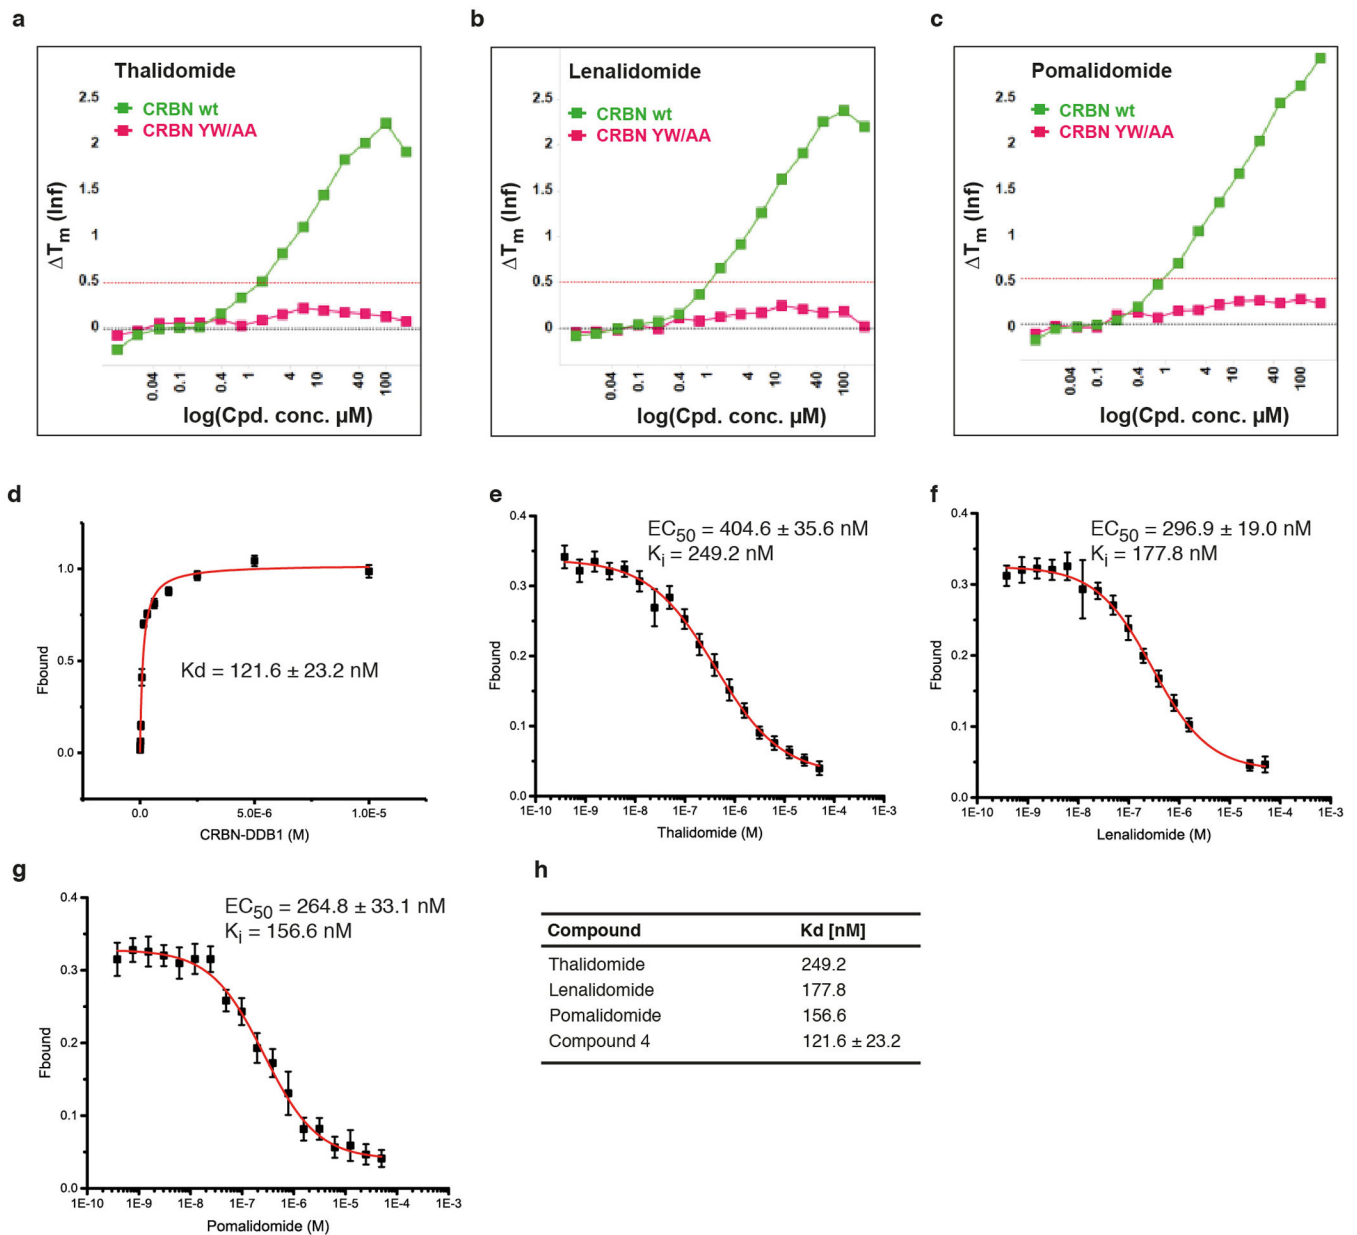 a
Thalidomide
CRBN wt
CRBN YW/AA
2.5
2
1.5
1
0.5
0
ΔTm (Inf)
0.04 0.1 0.4 1 4 10 40 100
log(Cpd. conc. µM)
b
Lenalidomide
CRBN wt
CRBN YW/AA
2.5
2
1.5
1
0.5
0
ΔTm (Inf)
0.04 0.1 0.4 1 4 10 40 100
log(Cpd. conc. µM)
c
Pomalidomide
CRBN wt
CRBN YW/AA
2.5
2
1.5
1
0.5
0
ΔTm (Inf)
0.04 0.1 0.4 1 4 10 40 100
log(Cpd. conc. µM)
d
1.0
0.5
0.0
Fbound
Kd = 121.6 ± 23.2 nM
0.0 5.0E-6 1.0E-5
CRBN-DDB1 (M)
e
EC50 = 404.6 ± 35.6 nM
Ki = 249.2 nM
0.4
0.3
0.2
0.1
0.0
Fbound
1E-10 1E-9 1E-8 1E-7 1E-6 1E-5 1E-4 1E-3
Thalidomide (M)
f
EC50 = 296.9 ± 19.0 nM
Ki = 177.8 nM
0.4
0.3
0.2
0.1
0.0
Fbound
1E-10 1E-9 1E-8 1E-7 1E-6 1E-5 1E-4 1E-3
Lenalidomide (M)
g
EC50 = 264.8 ± 33.1 nM
Ki = 156.6 nM
0.4
0.3
0.2
0.1
0.0
Fbound
1E-10 1E-9 1E-8 1E-7 1E-6 1E-5 1E-4 1E-3
Pomalidomide (M)
h
Compound Kd [nM]
Thalidomide 249.2
Lenalidomide 177.8
Pomalidomide 156.6
Compound 4 121.6 ± 23.2